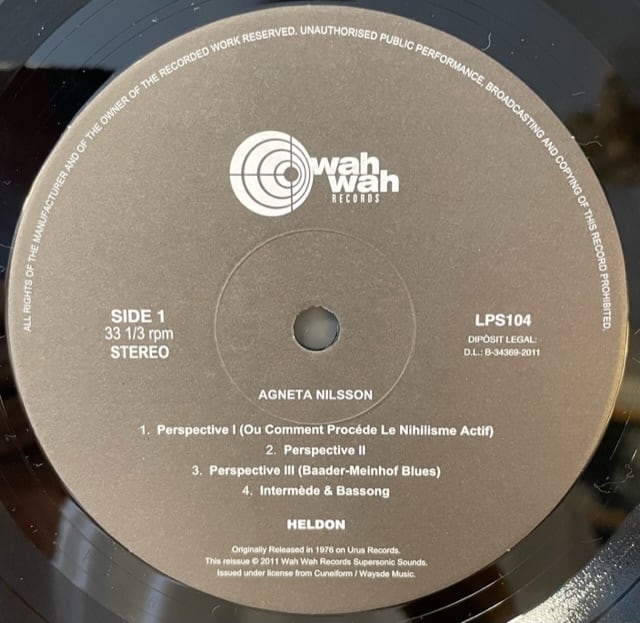 ALL RIGHTS OF THE MANUFACTURER AND OF THE OWNER OF THE RECORDED WORK RESERVED. UNAUTHORISED PUBLIC PERFORMANCE, BROADCASTING AND COPYING OF THIS RECORD PROHIBITED.
wah
wah
RECORDS
SIDE 1
33 1/3 rpm
STEREO
LPS104
DIPÒSIT LEGAL:
D.L.: B-34369-2011
AGNETA NILSSON
1. Perspective I (Ou Comment Procéde Le Nihilisme Actif)
2. Perspective II
3. Perspective III (Baader-Meinhof Blues)
4. Intermède & Bassong
HELDON
Originally Released in 1976 on Urus Records.
This reissue © 2011 Wah Wah Records Supersonic Sounds.
Issued under license from Cuneiform / Waysde Music.